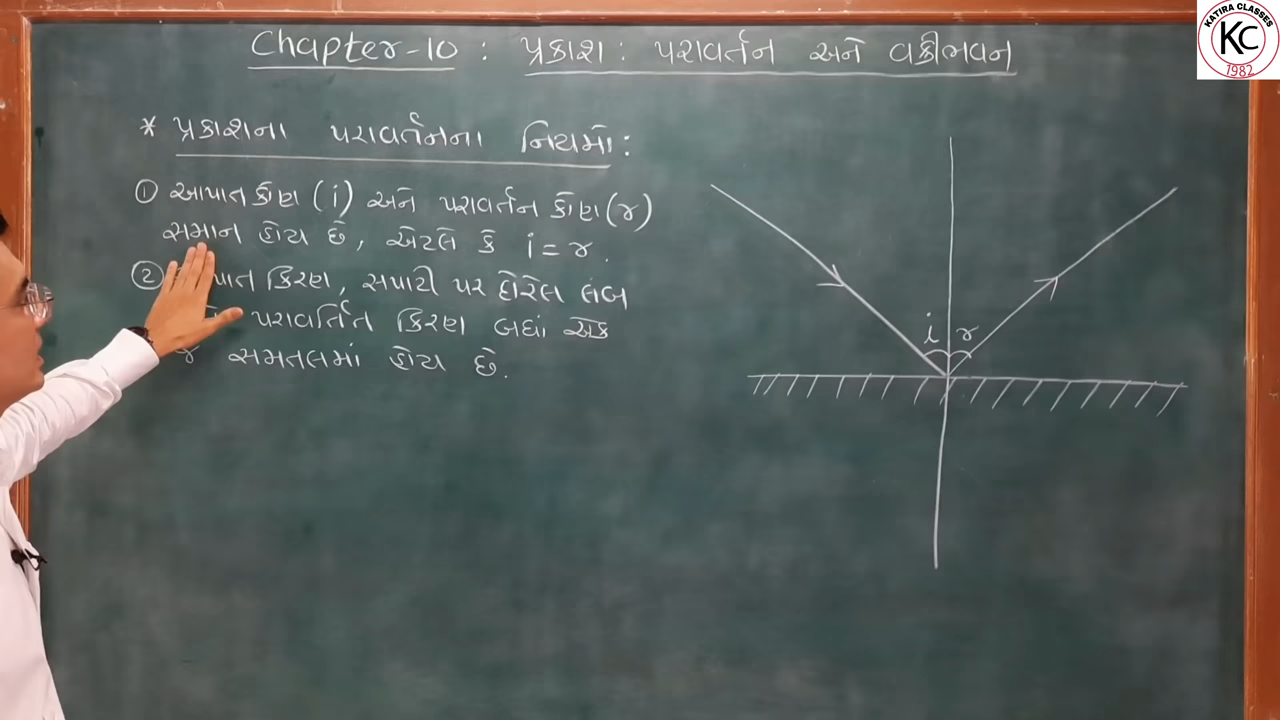 KATIRA CLASSES
KC
1982
Chapter-10 : પ્રકાશ : પરાવર્તન અને વક્રીભવન
* પ્રકાશના પરાવર્તનના નિયમો :
① આપાત કોણ (i) અને પરાવર્તન કોણ (r)
સમાન હોય છે, એટલે કે i = r.
② કિરણ, સપાટી પર દોરેલ લંબ
પરાવર્તિત કિરણ બધાં એક
જ સમતલમાં હોય છે.
i r